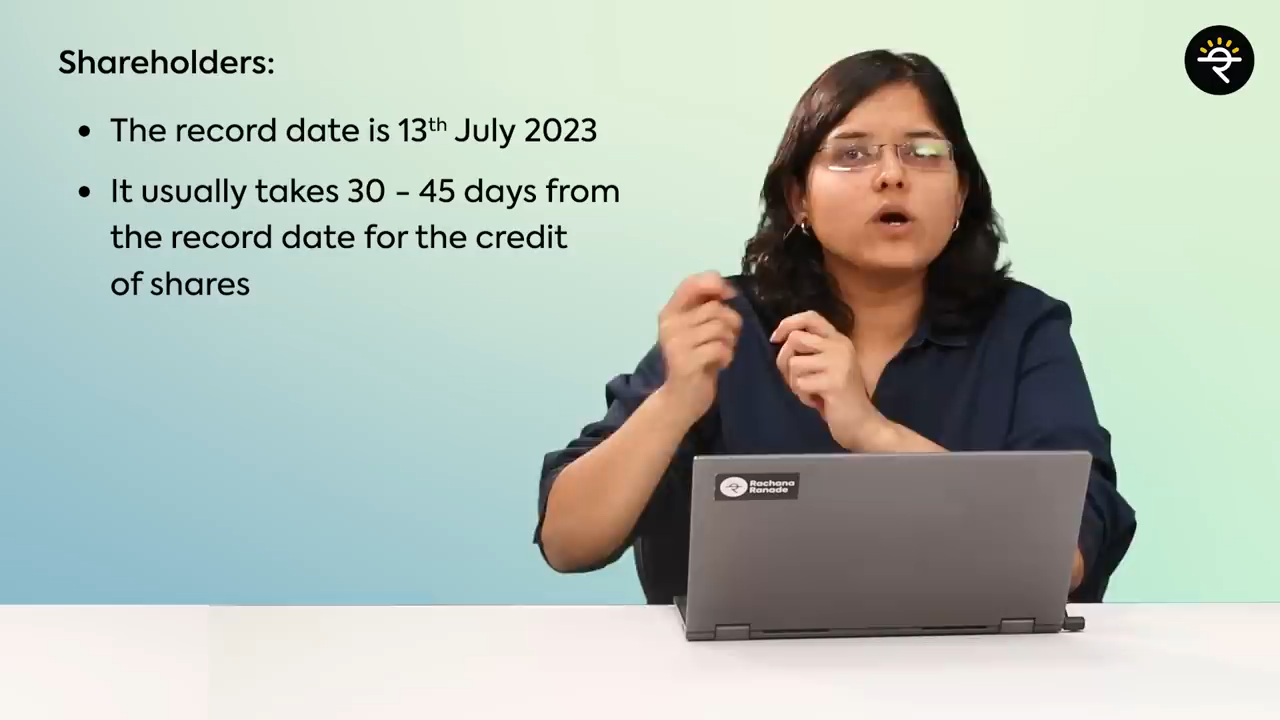 Shareholders:
• The record date is 13th July 2023
• It usually takes 30 - 45 days from
the record date for the credit
of shares
Rachana
Ranade